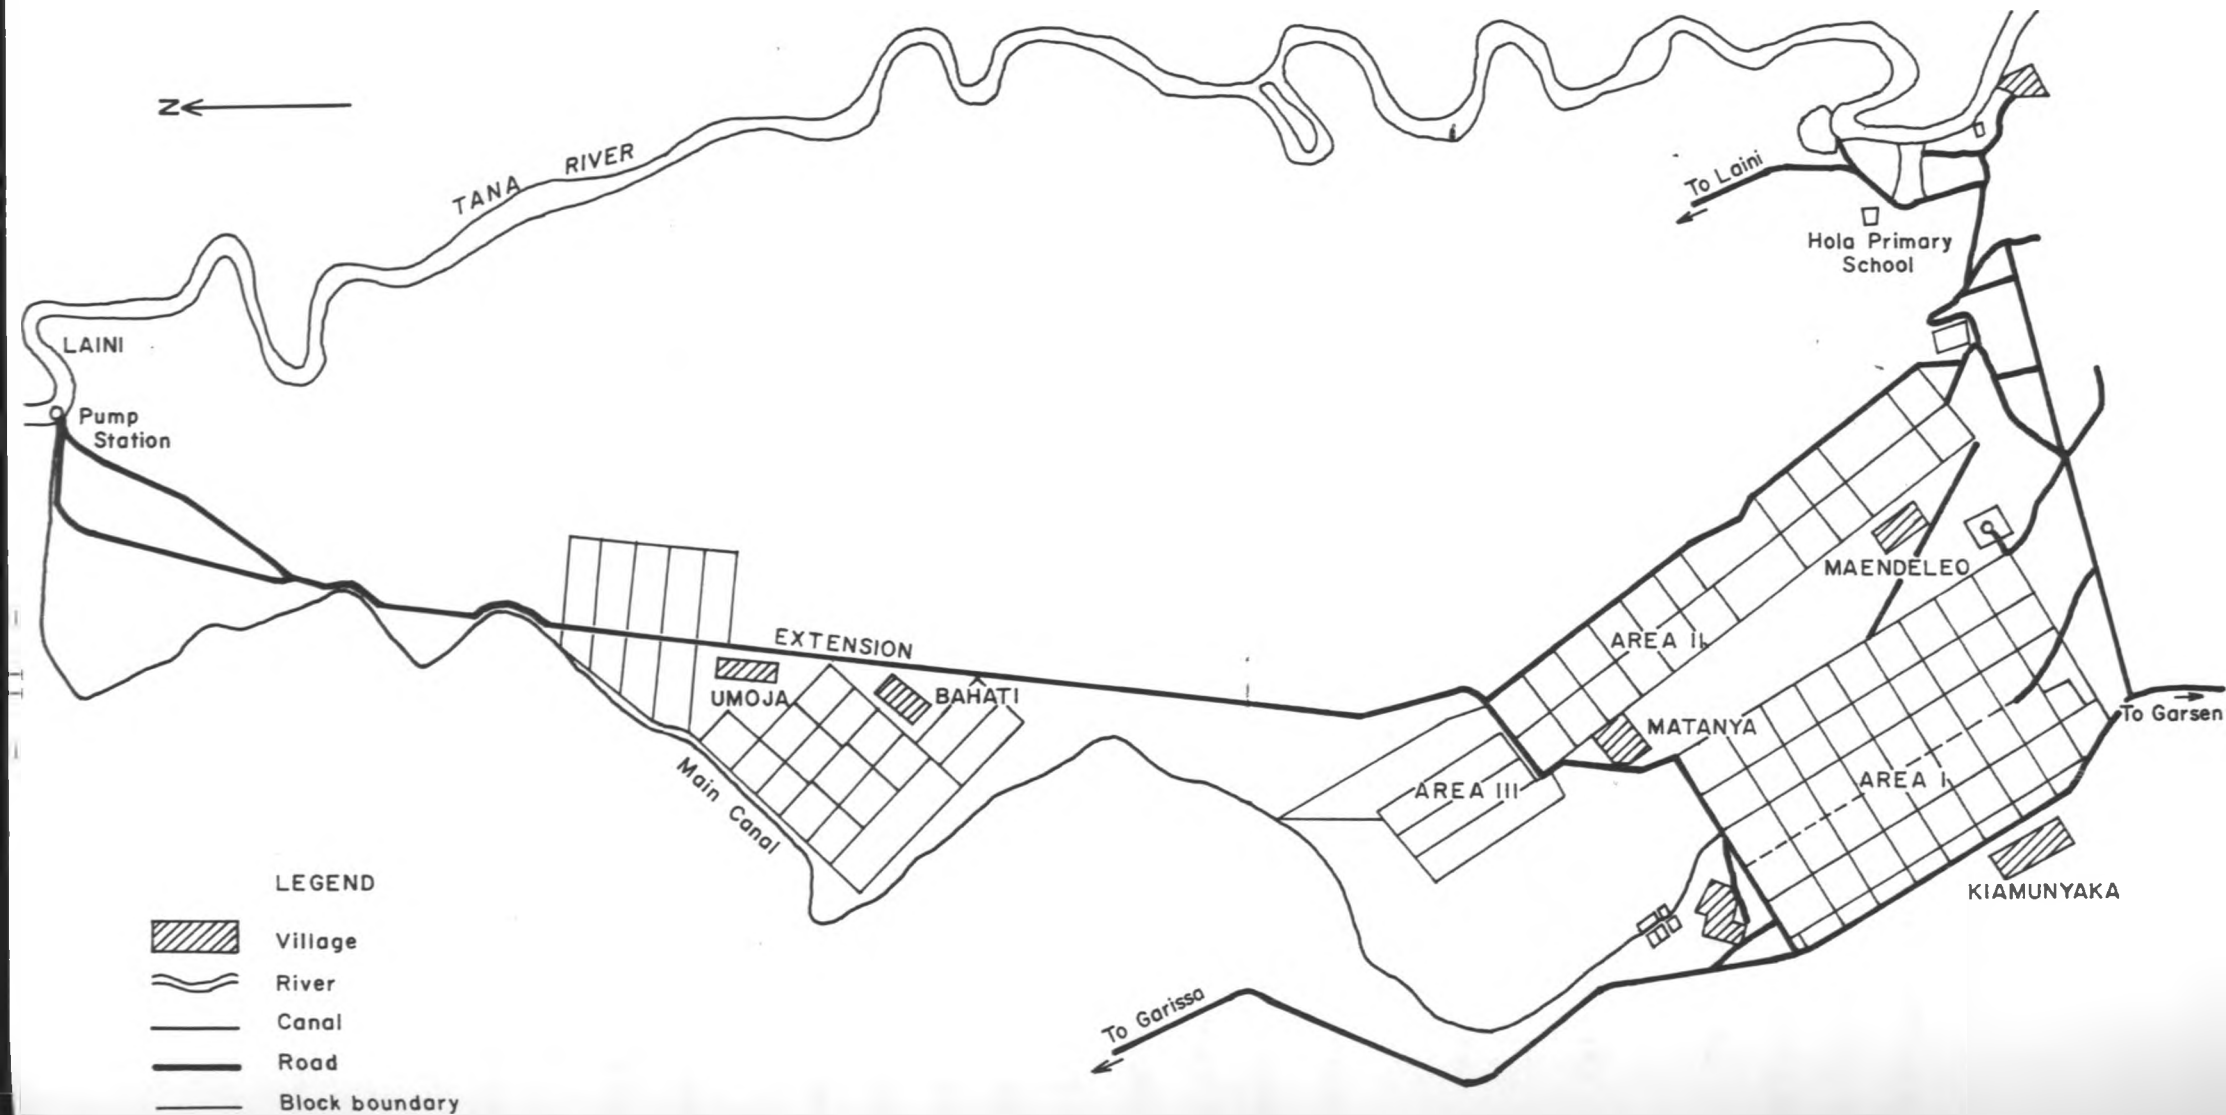 N
TANA RIVER
To Laini
Hola Primary
School
LAINI
Pump
Station
EXTENSION
UMOJA
BAHATI
Main Canal
MAENDELEO
AREA II
MATANYA
To Garsen
AREA III
AREA I
KIAMUNYAKA
To Garissa
LEGEND
Village
River
Canal
Road
Block boundary